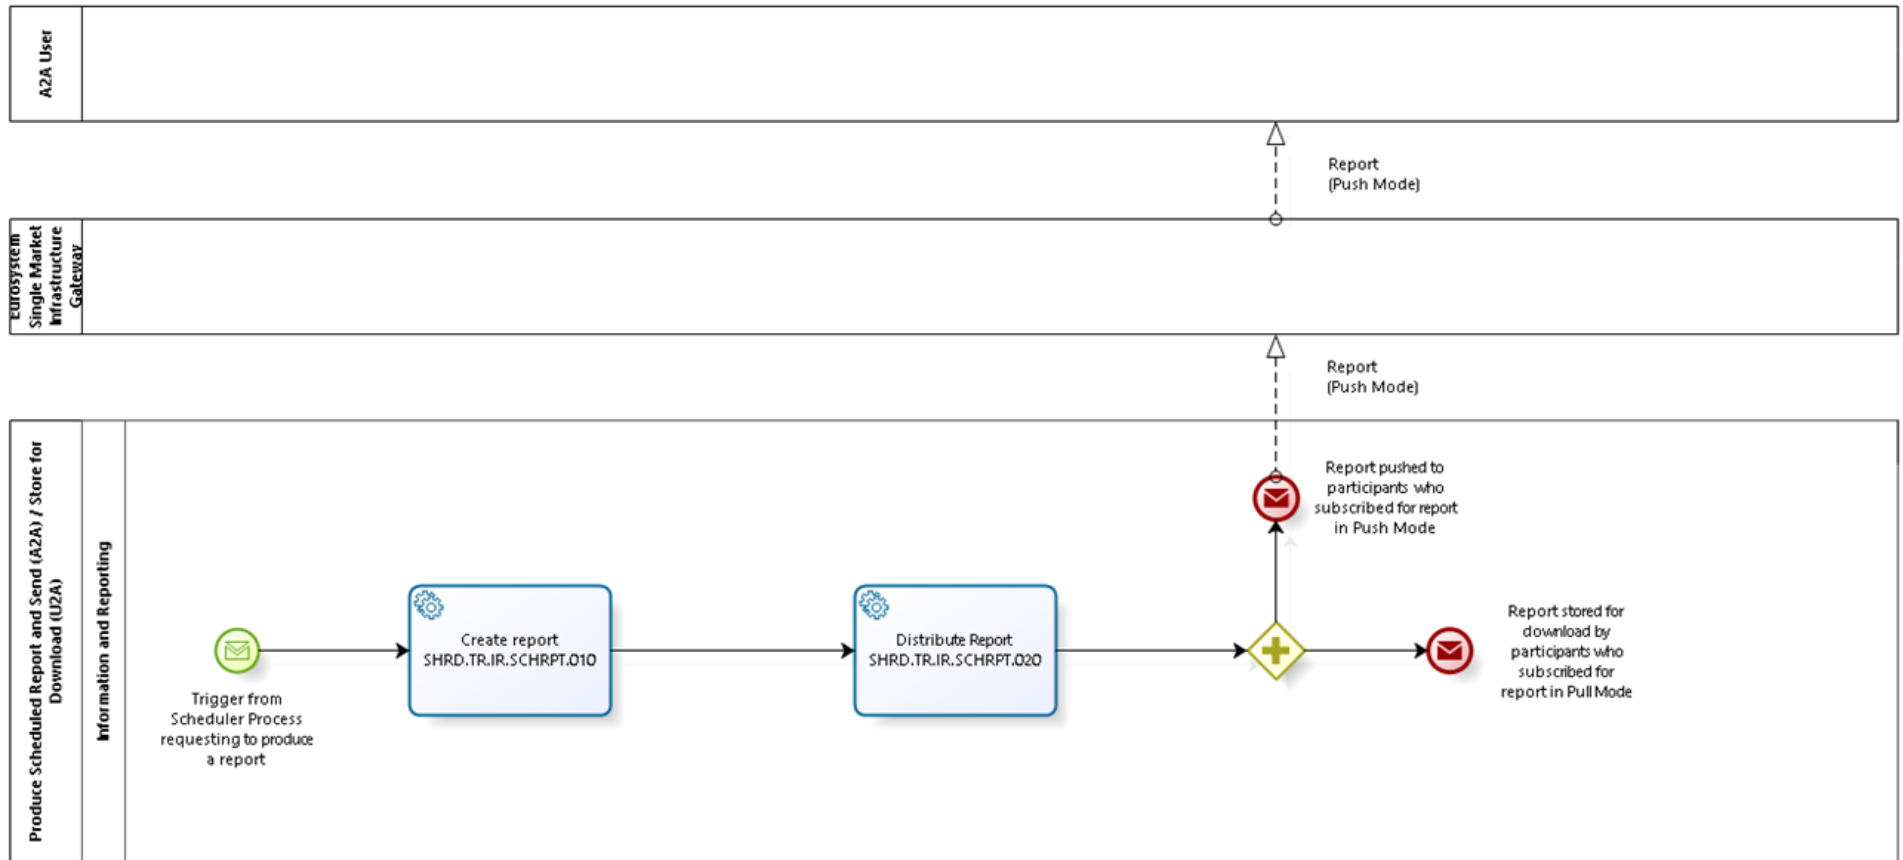 A2A User
Report
(Push Mode)
Eurosystem
Single Market
Infrastructure
Gateway
Report
(Push Mode)
Produce Scheduled Report and Send (A2A) / Store for
Download (U2A)
Information and Reporting
Trigger from
Scheduler Process
requesting to produce
a report
Create report
SHRD.TR.IR.SCHRPT.010
Distribute Report
SHRD.TR.IR.SCHRPT.020
Report pushed to
participants who
subscribed for report
in Push Mode
Report stored for
download by
participants who
subscribed for
report in Pull Mode